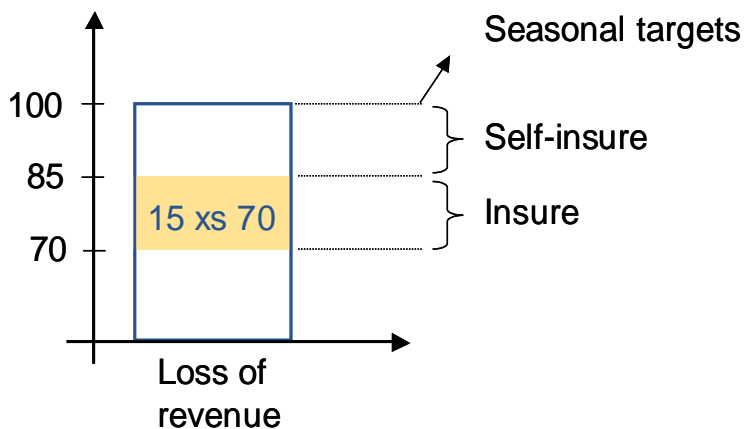 Seasonal targets
100
Self-insure
85
15 xs 70
Insure
70
Loss of
revenue